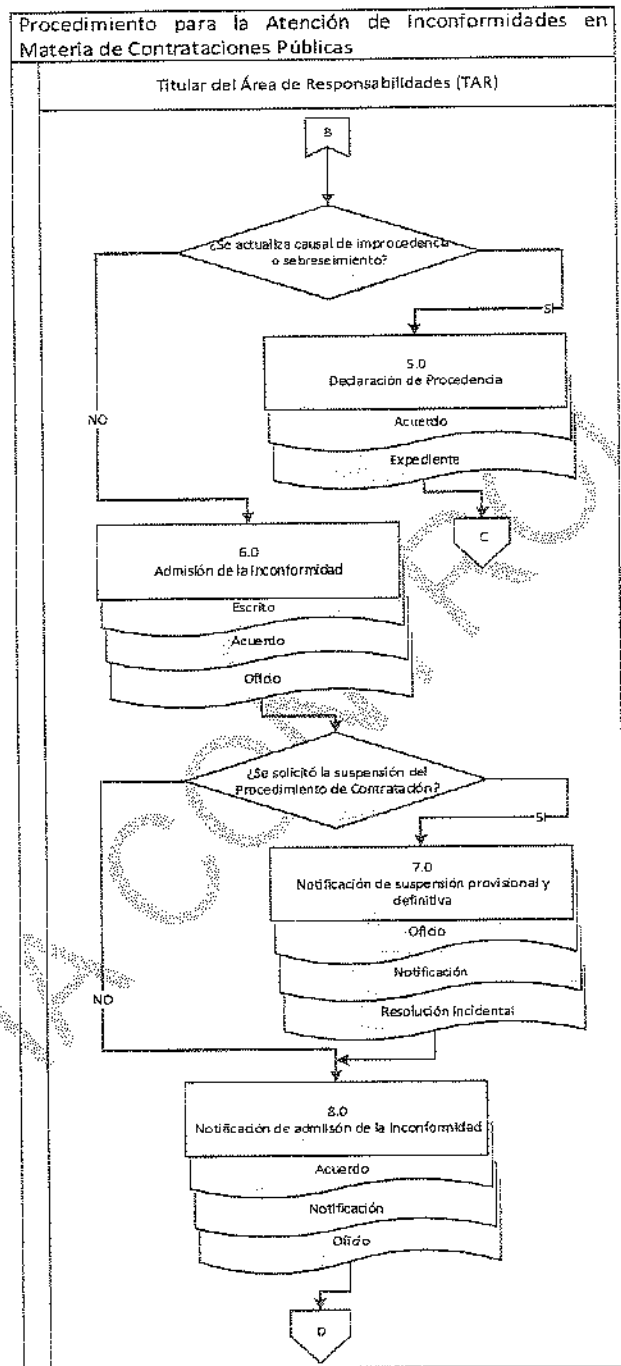 Procedimiento para la Atención de Inconformidades en
Materia de Contrataciones Públicas
Titular del Área de Responsabilidades (TAR)
B
¿Se actualiza causal de improcedencia
o sebreseimiento?
SI
5.0
Declaración de Procedencia
Acuerdo
Expediente
NO
C
6.0
Admisión de la Inconformidad
Escrito
Acuerdo
Oficio
¿Se solicitó la suspensión del
Procedimiento de Contratación?
SI
7.0
Notificación de suspensión provisional y
definitiva
Oficio
Notificación
Resolución Incidental
NO
8.0
Notificación de admilsón de la Inconformidad
Acuerdo
Notificación
Oficio
D